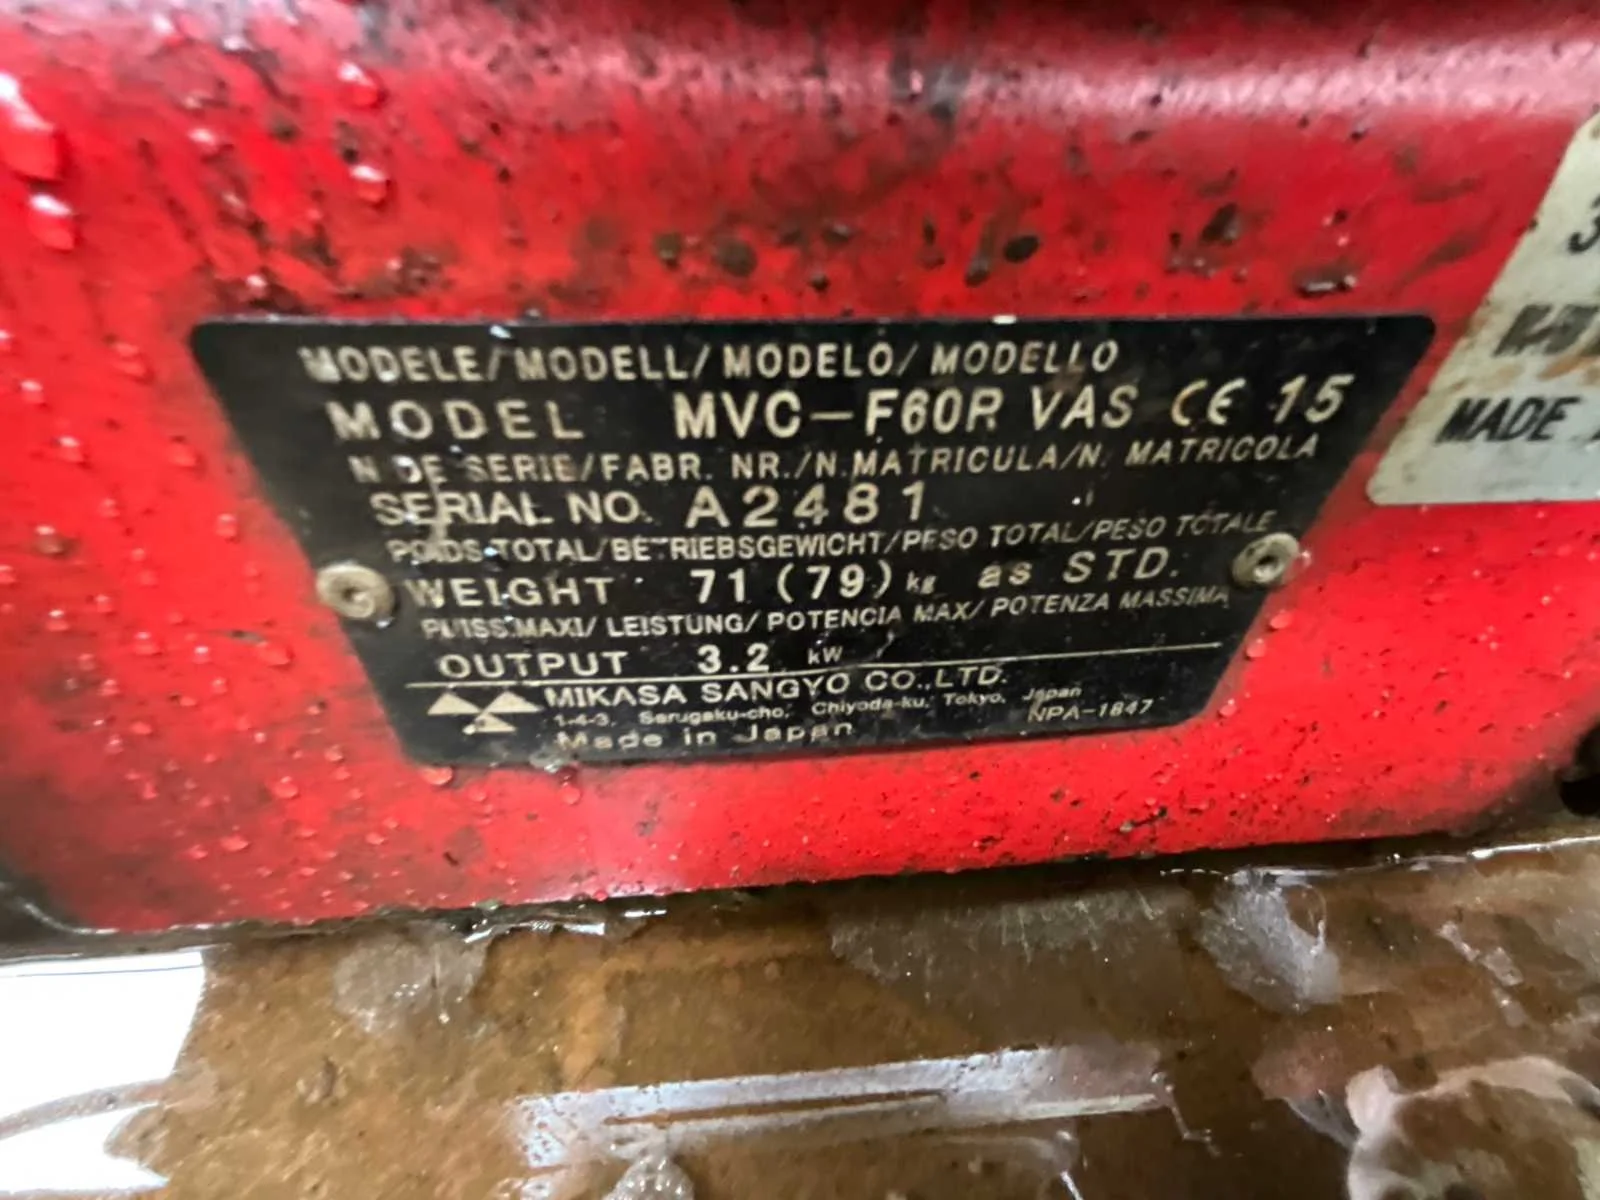 MODELE/MODELL/MODELO/MODELLO
MODEL MVC-F60R VAS CE 15
N DE SERIE/FABR. NR./N.MATRICULA/N. MATRICOLA
SERIAL NO. A2481
POIDS TOTAL/BETRIEBSGEWICHT/PESO TOTAL/PESO TOTALE
WEIGHT 71 (79) kg as STD.
PUISS.MAXI/LEISTUNG/POTENCIA MAX/POTENZA MASSIMA
OUTPUT 3.2 kW
MIKASA SANGYO CO.,LTD.
1-4-3, Sarugaku-cho, Chiyoda-ku, Tokyo, Japan
Made in Japan NPA-1847
MADE